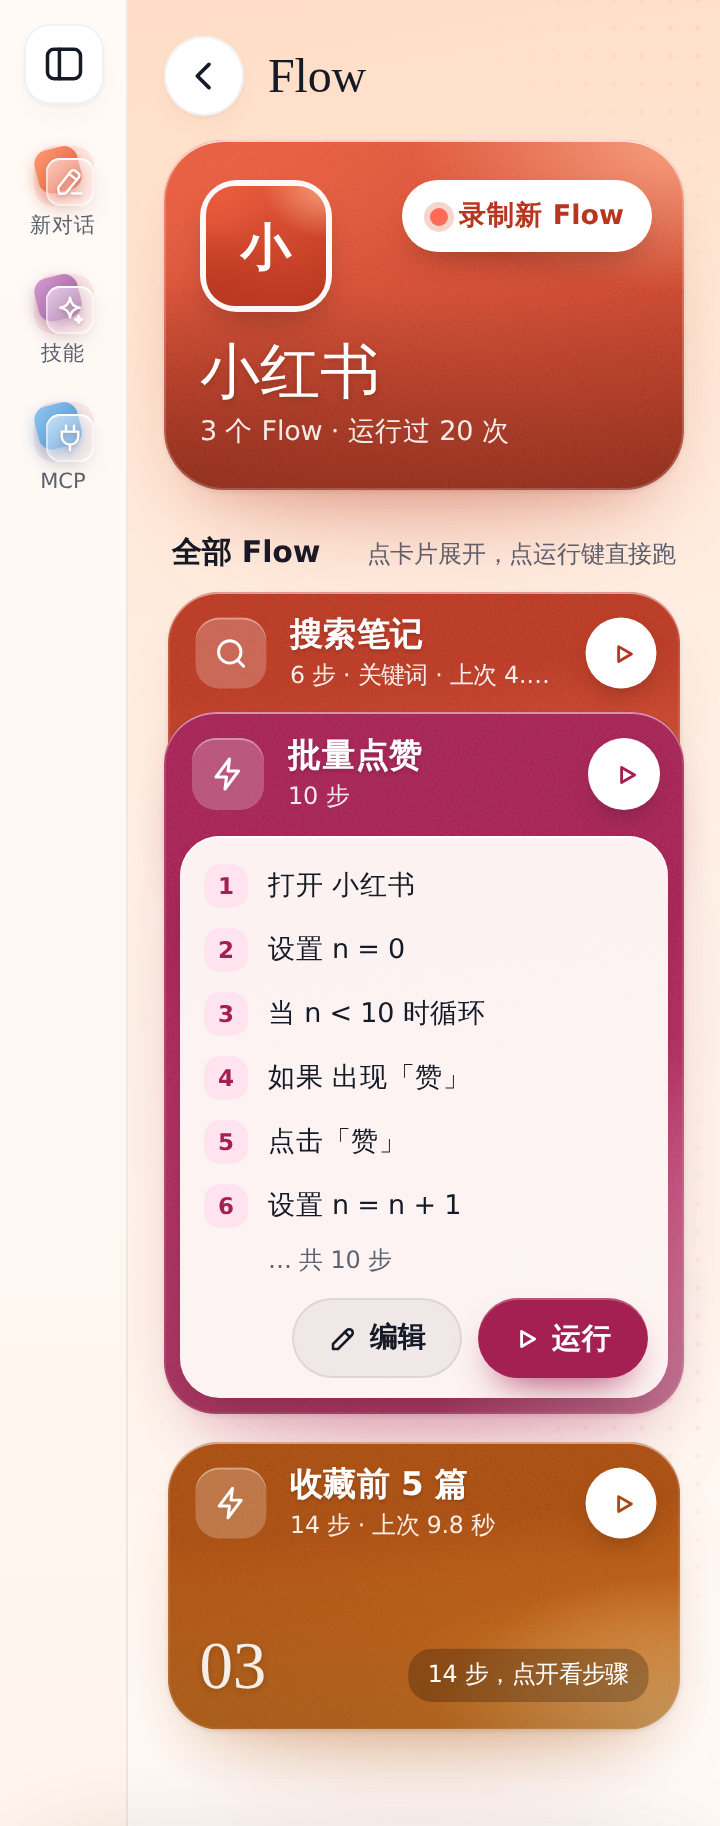 Flow
新对话
技能
MCP
小
录制新 Flow
小红书
3 个 Flow · 运行过 20 次
全部 Flow
点卡片展开，点运行键直接跑
搜索笔记
6 步 · 关键词 · 上次 4.…
批量点赞
10 步
1 打开 小红书
2 设置 n = 0
3 当 n < 10 时循环
4 如果 出现「赞」
5 点击「赞」
6 设置 n = n + 1
… 共 10 步
编辑
运行
收藏前 5 篇
14 步 · 上次 9.8 秒
03
14 步，点开看步骤